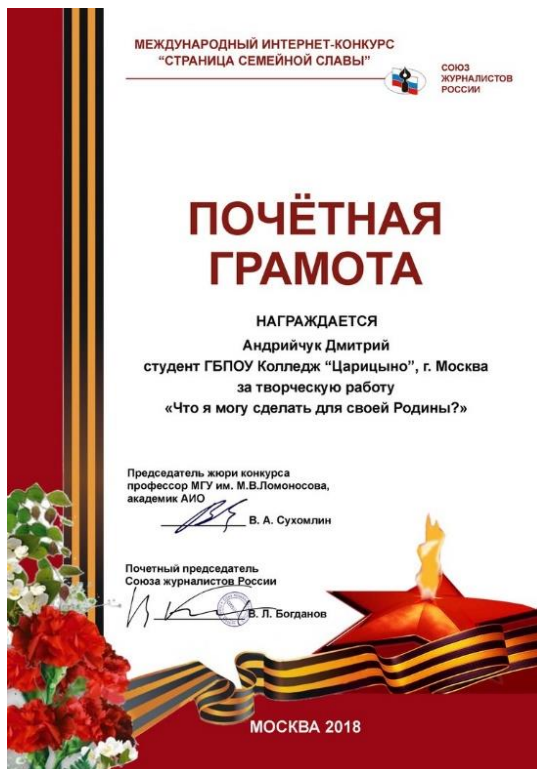 МЕЖДУНАРОДНЫЙ ИНТЕРНЕТ-КОНКУРС
“СТРАНИЦА СЕМЕЙНОЙ СЛАВЫ”
СОЮЗ
ЖУРНАЛИСТОВ
РОССИИ
ПОЧЁТНАЯ
ГРАМОТА
НАГРАЖДАЕТСЯ
Андрийчук Дмитрий
студент ГБПОУ Колледж “Царицыно”, г. Москва
за творческую работу
«Что я могу сделать для своей Родины?»
Председатель жюри конкурса
профессор МГУ им. М.В.Ломоносова,
академик АИО
В. А. Сухомлин
Почетный председатель
Союза журналистов России
В. Л. Богданов
МОСКВА 2018